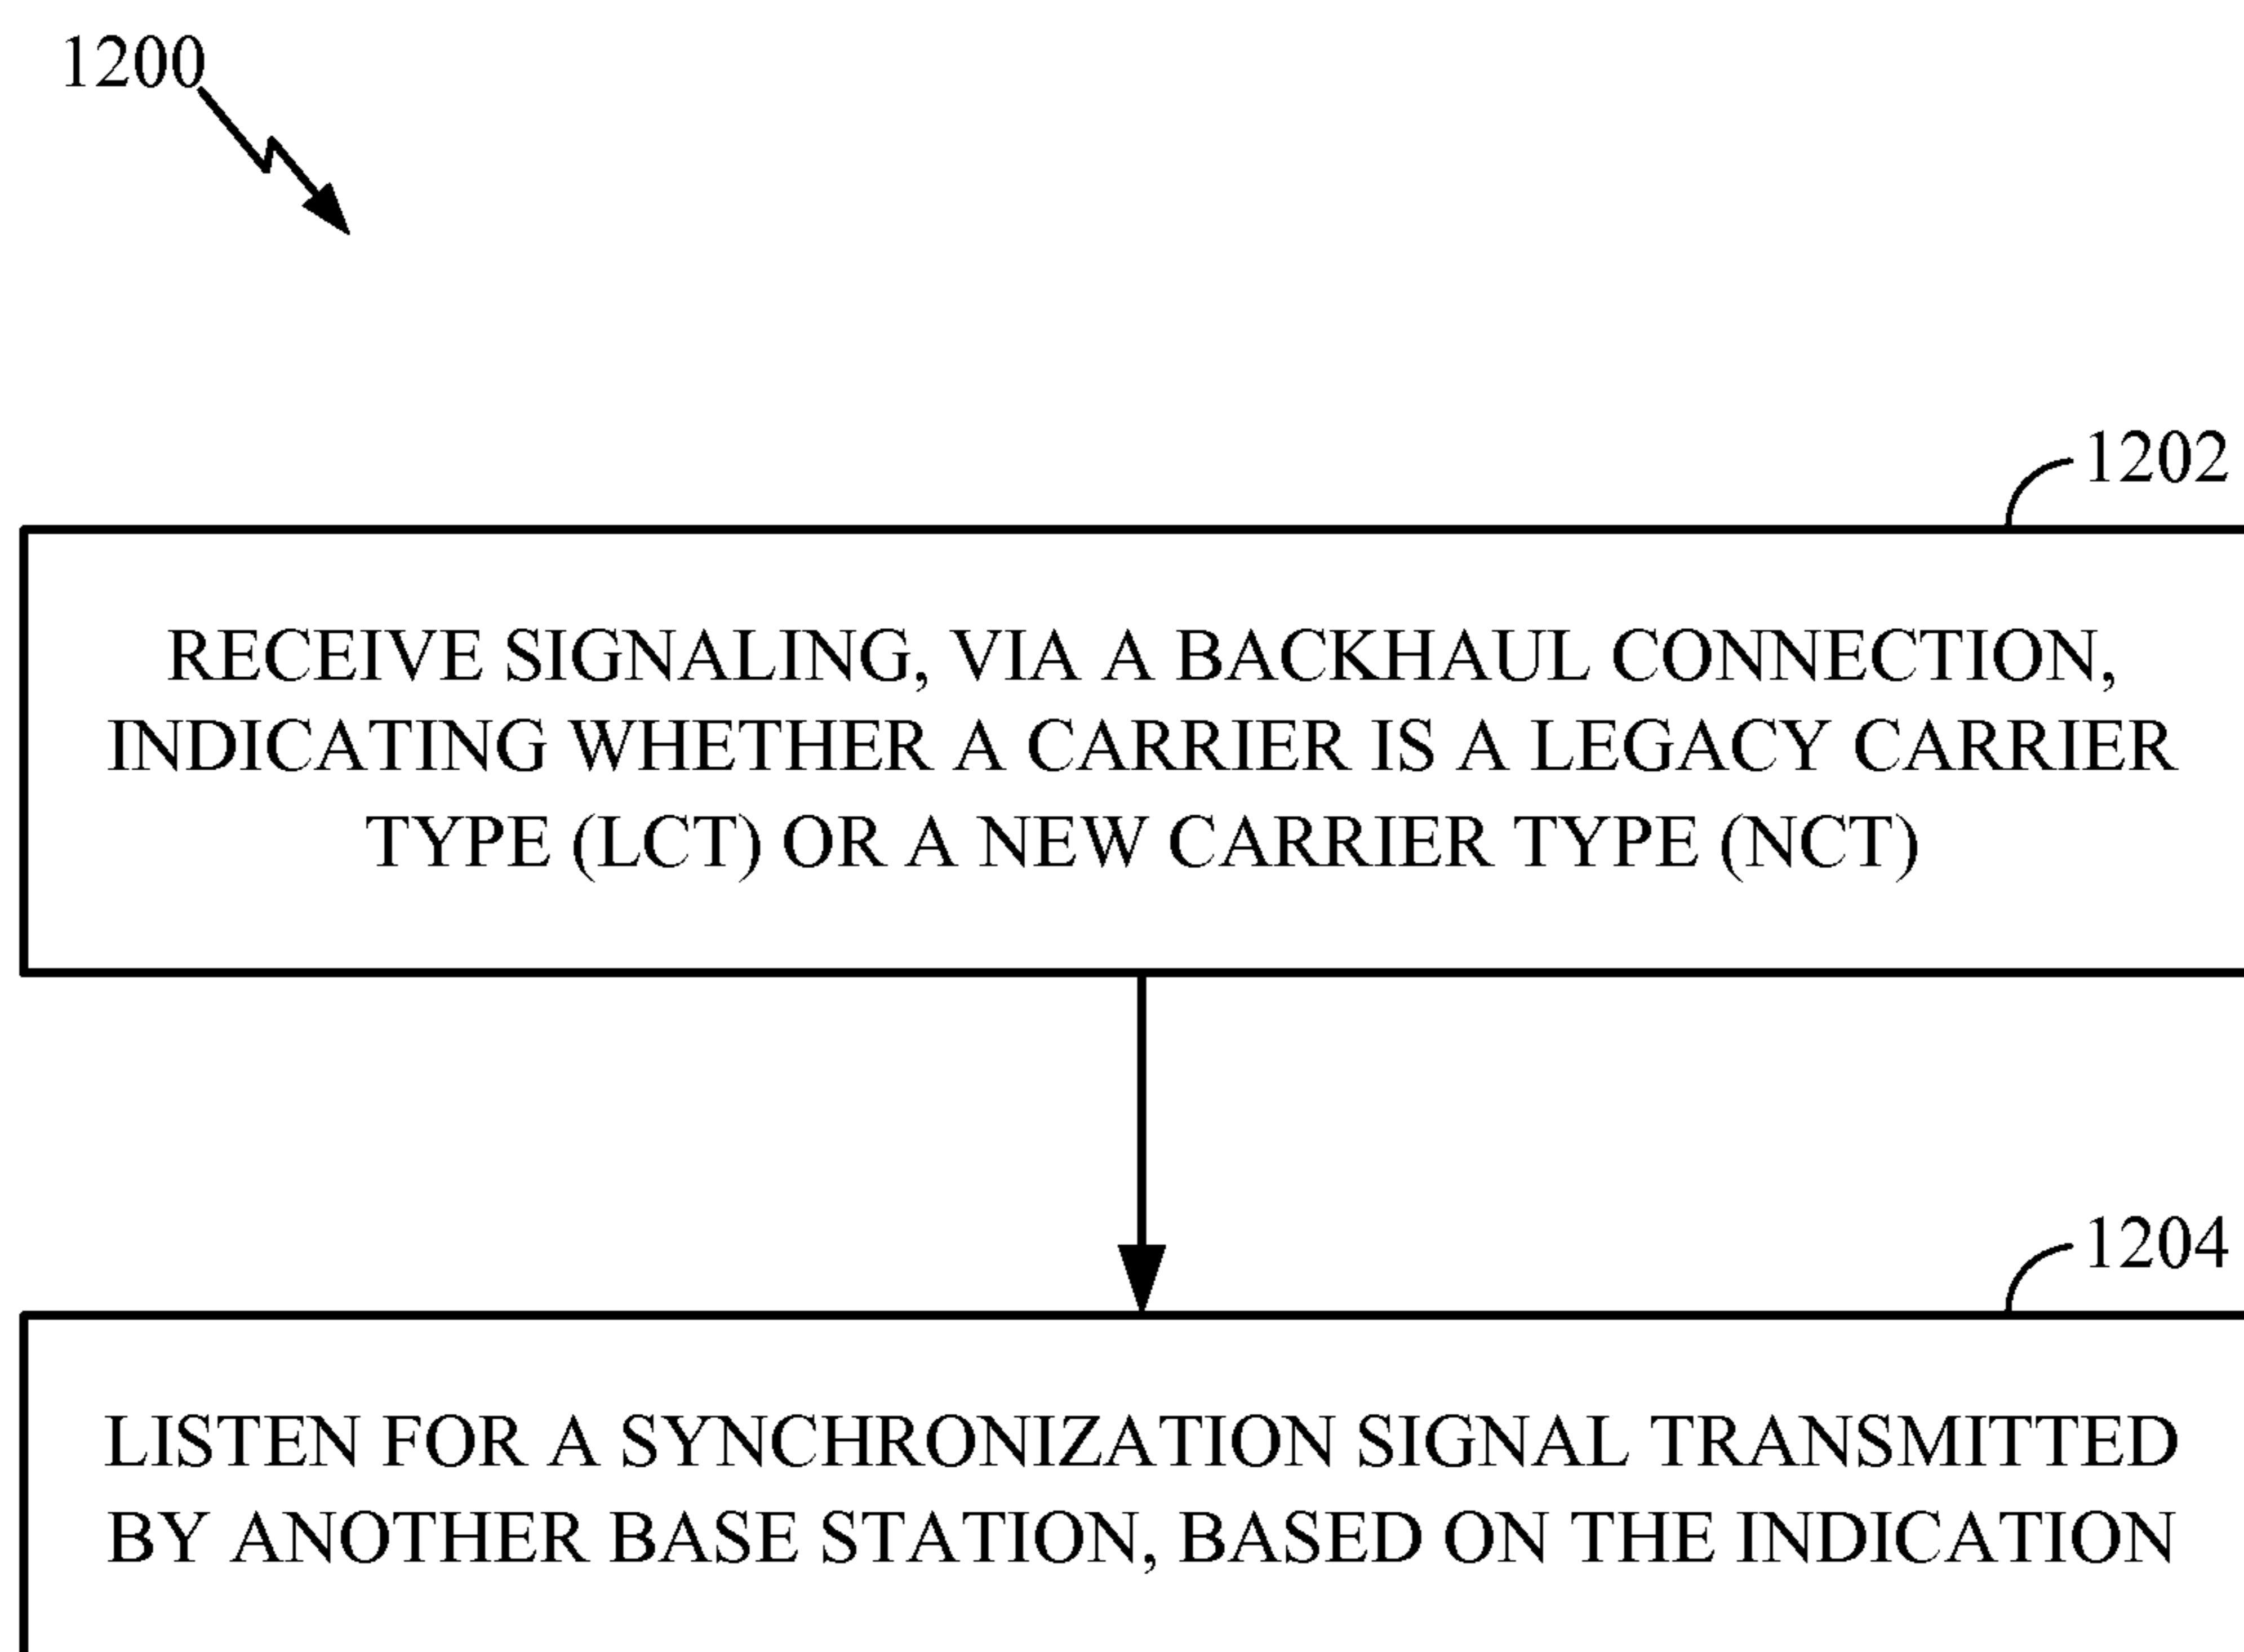 1200
1202
RECEIVE SIGNALING, VIA A BACKHAUL CONNECTION,
INDICATING WHETHER A CARRIER IS A LEGACY CARRIER
TYPE (LCT) OR A NEW CARRIER TYPE (NCT)
1204
LISTEN FOR A SYNCHRONIZATION SIGNAL TRANSMITTED
BY ANOTHER BASE STATION, BASED ON THE INDICATION